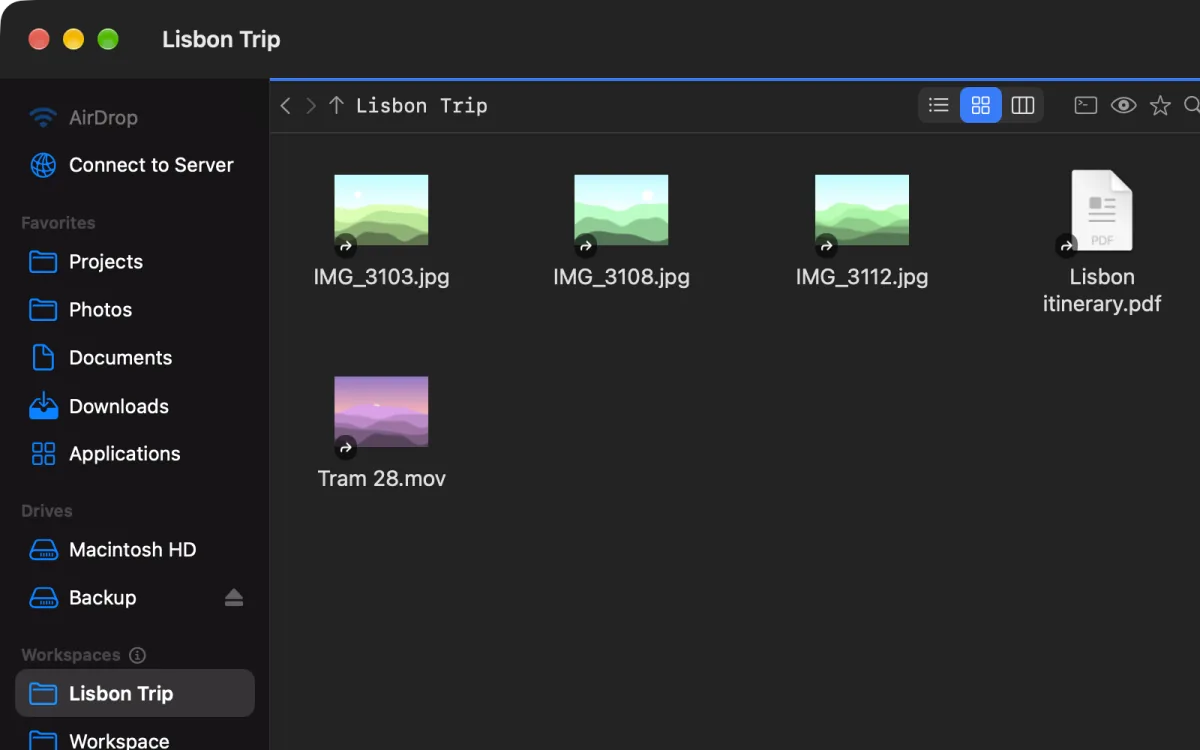 Lisbon Trip
AirDrop
Connect to Server
Favorites
Projects
Photos
Documents
Downloads
Applications
Drives
Macintosh HD
Backup
Workspaces
Lisbon Trip
Workspace
Lisbon Trip
IMG_3103.jpg
IMG_3108.jpg
IMG_3112.jpg
PDF
Lisbon
itinerary.pdf
Tram 28.mov